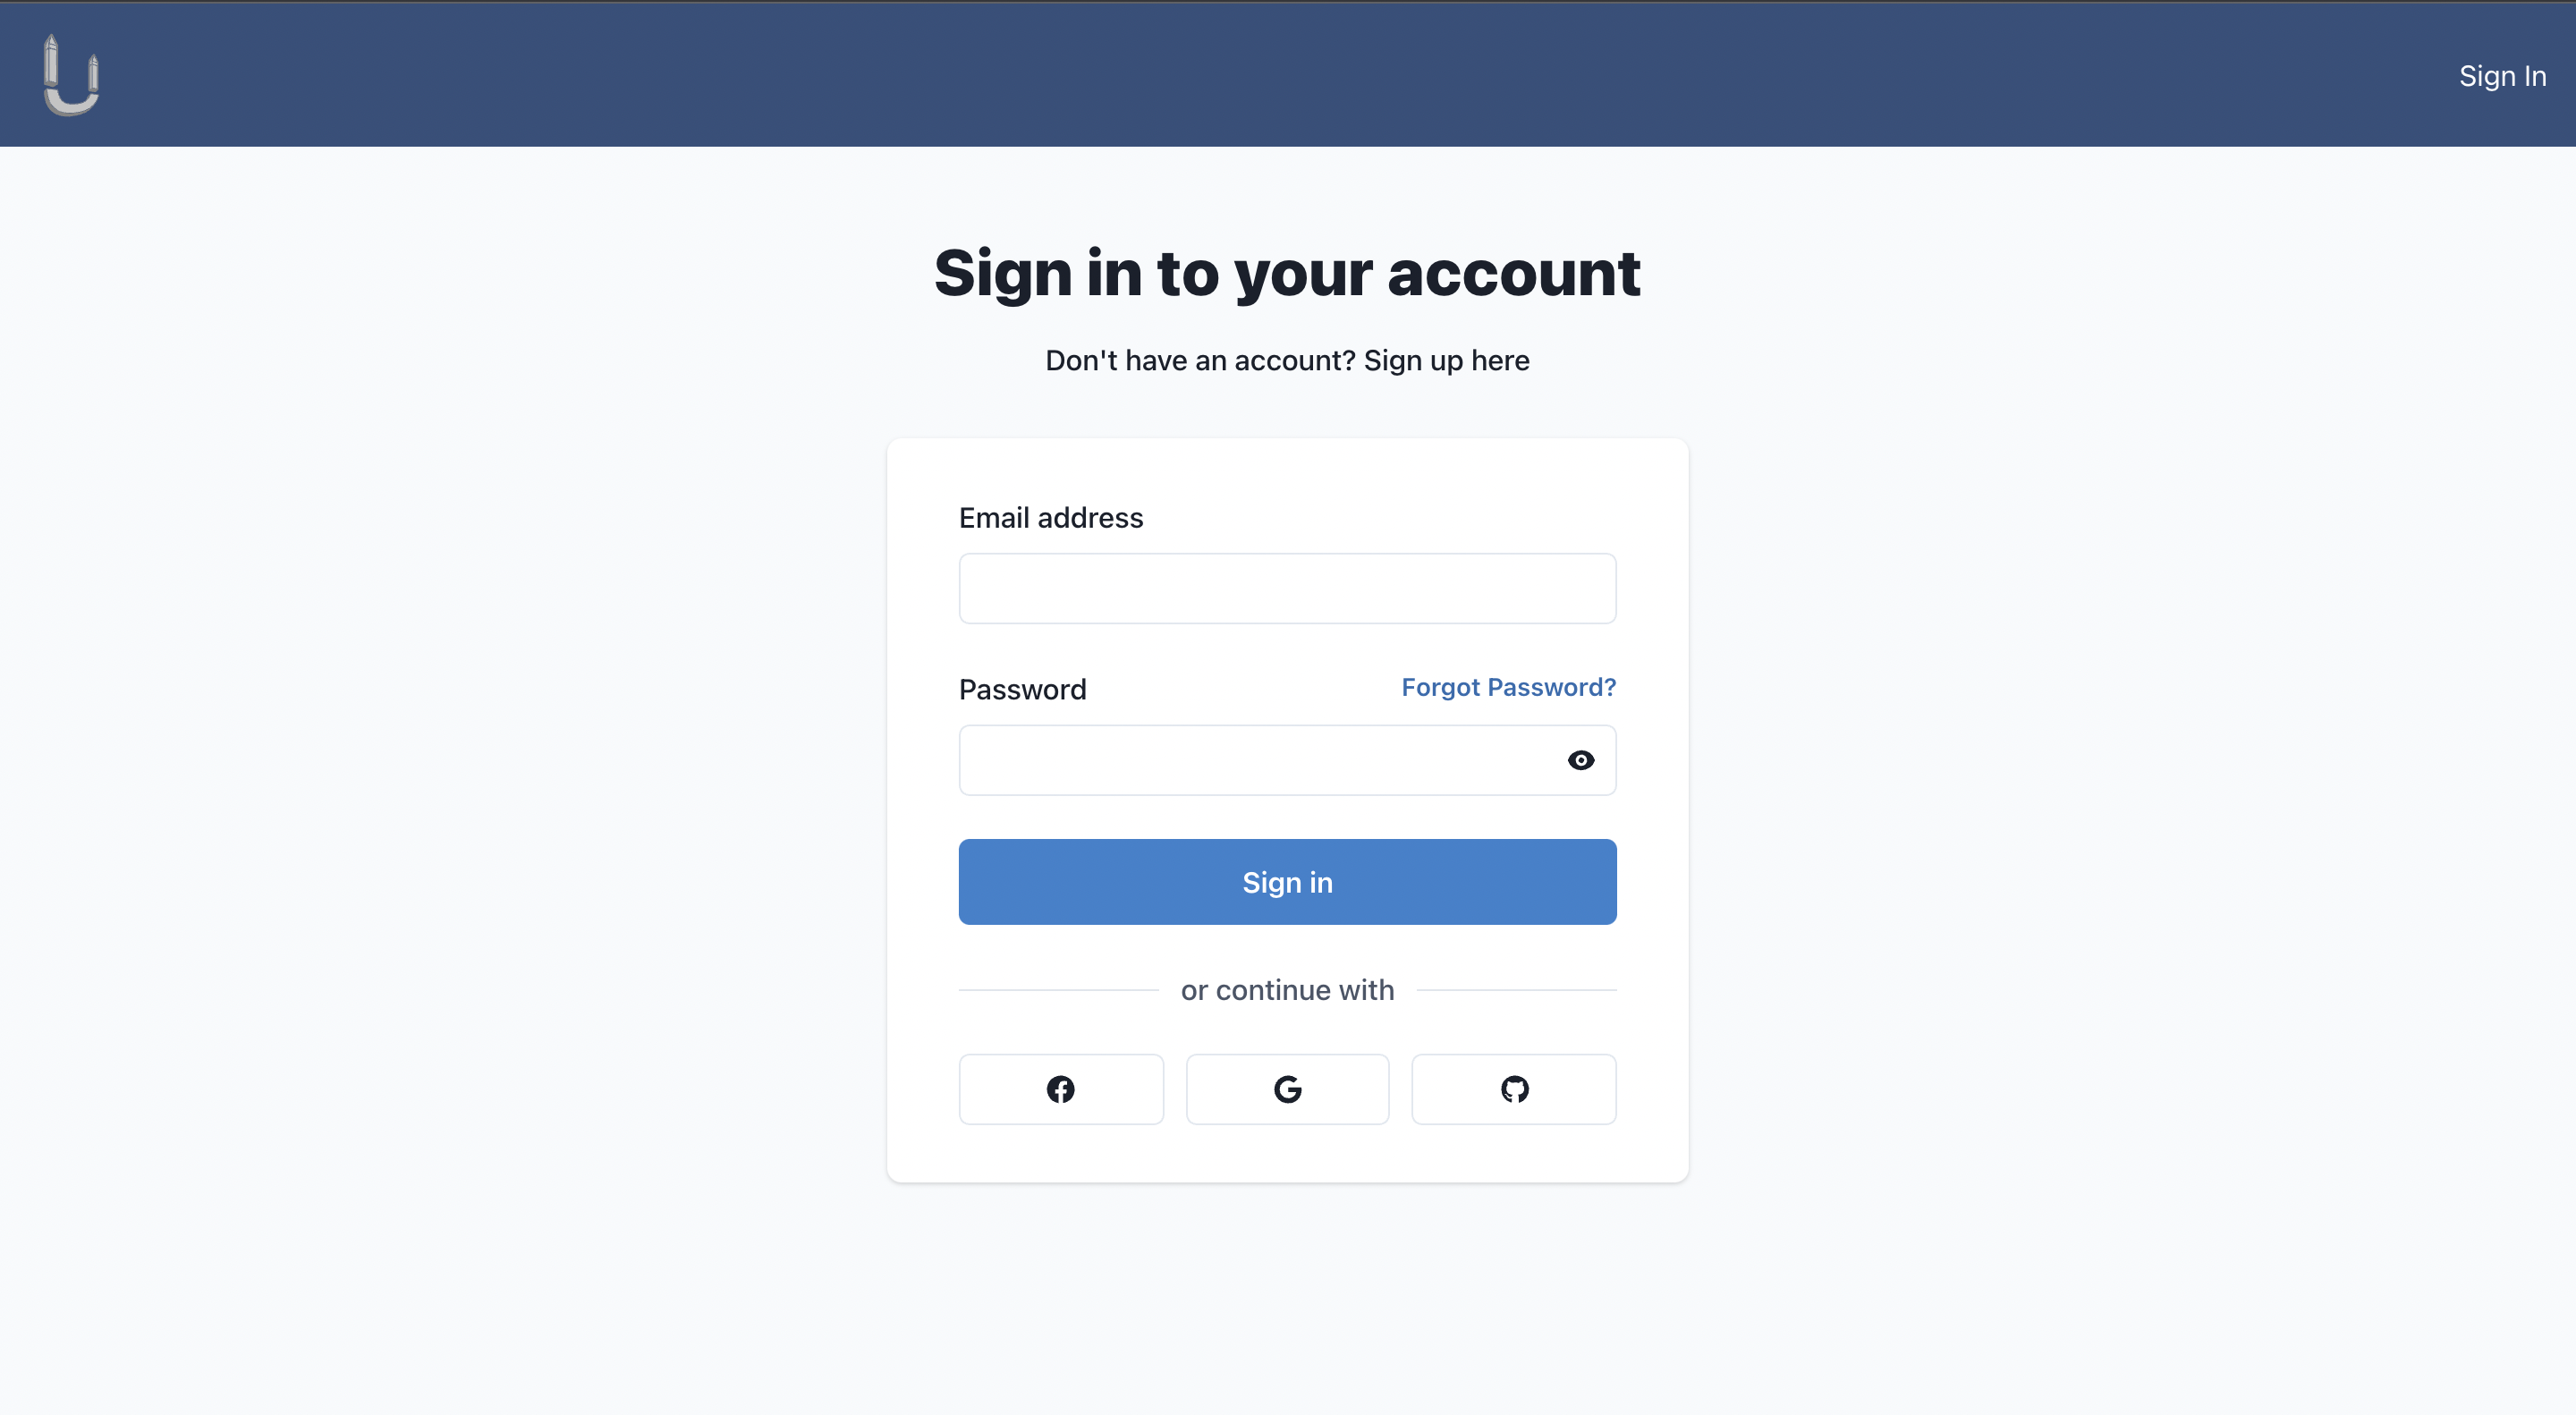 Sign In
Sign in to your account
Don't have an account? Sign up here
Email address
Password
Forgot Password?
Sign in
or continue with